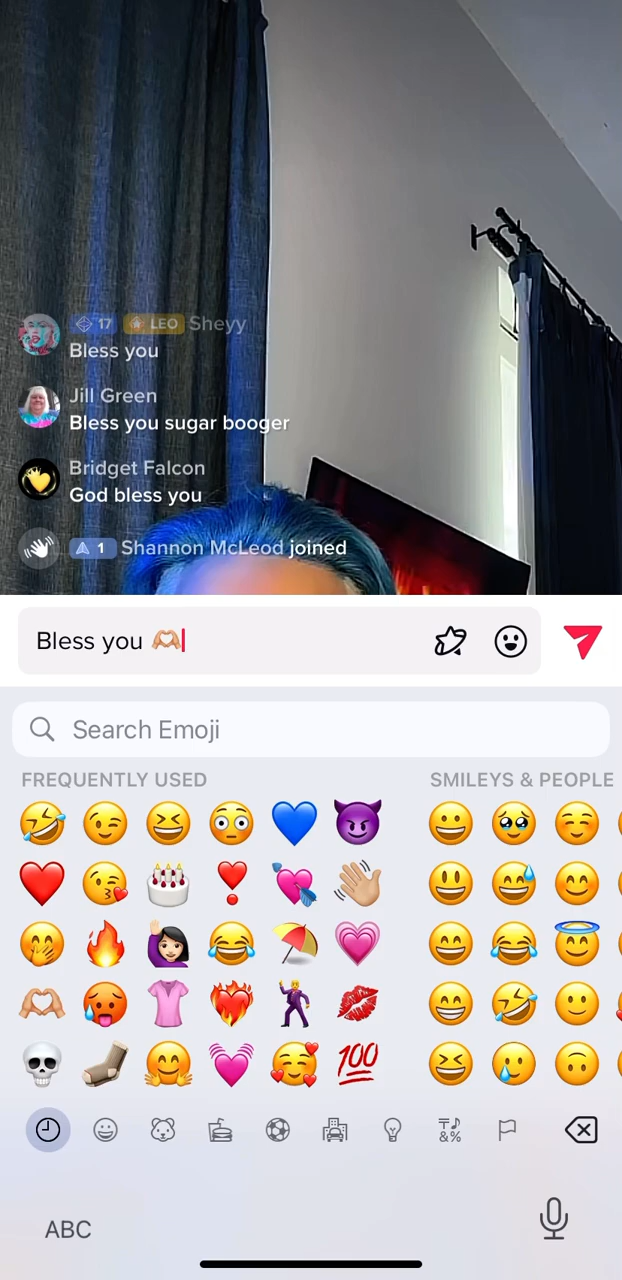 17 LEO Sheyy
Bless you
Jill Green
Bless you sugar booger
Bridget Falcon
God bless you
1 Shannon McLeod joined
Bless you 🫶🏼
Search Emoji
FREQUENTLY USED SMILEYS & PEOPLE
100
ABC